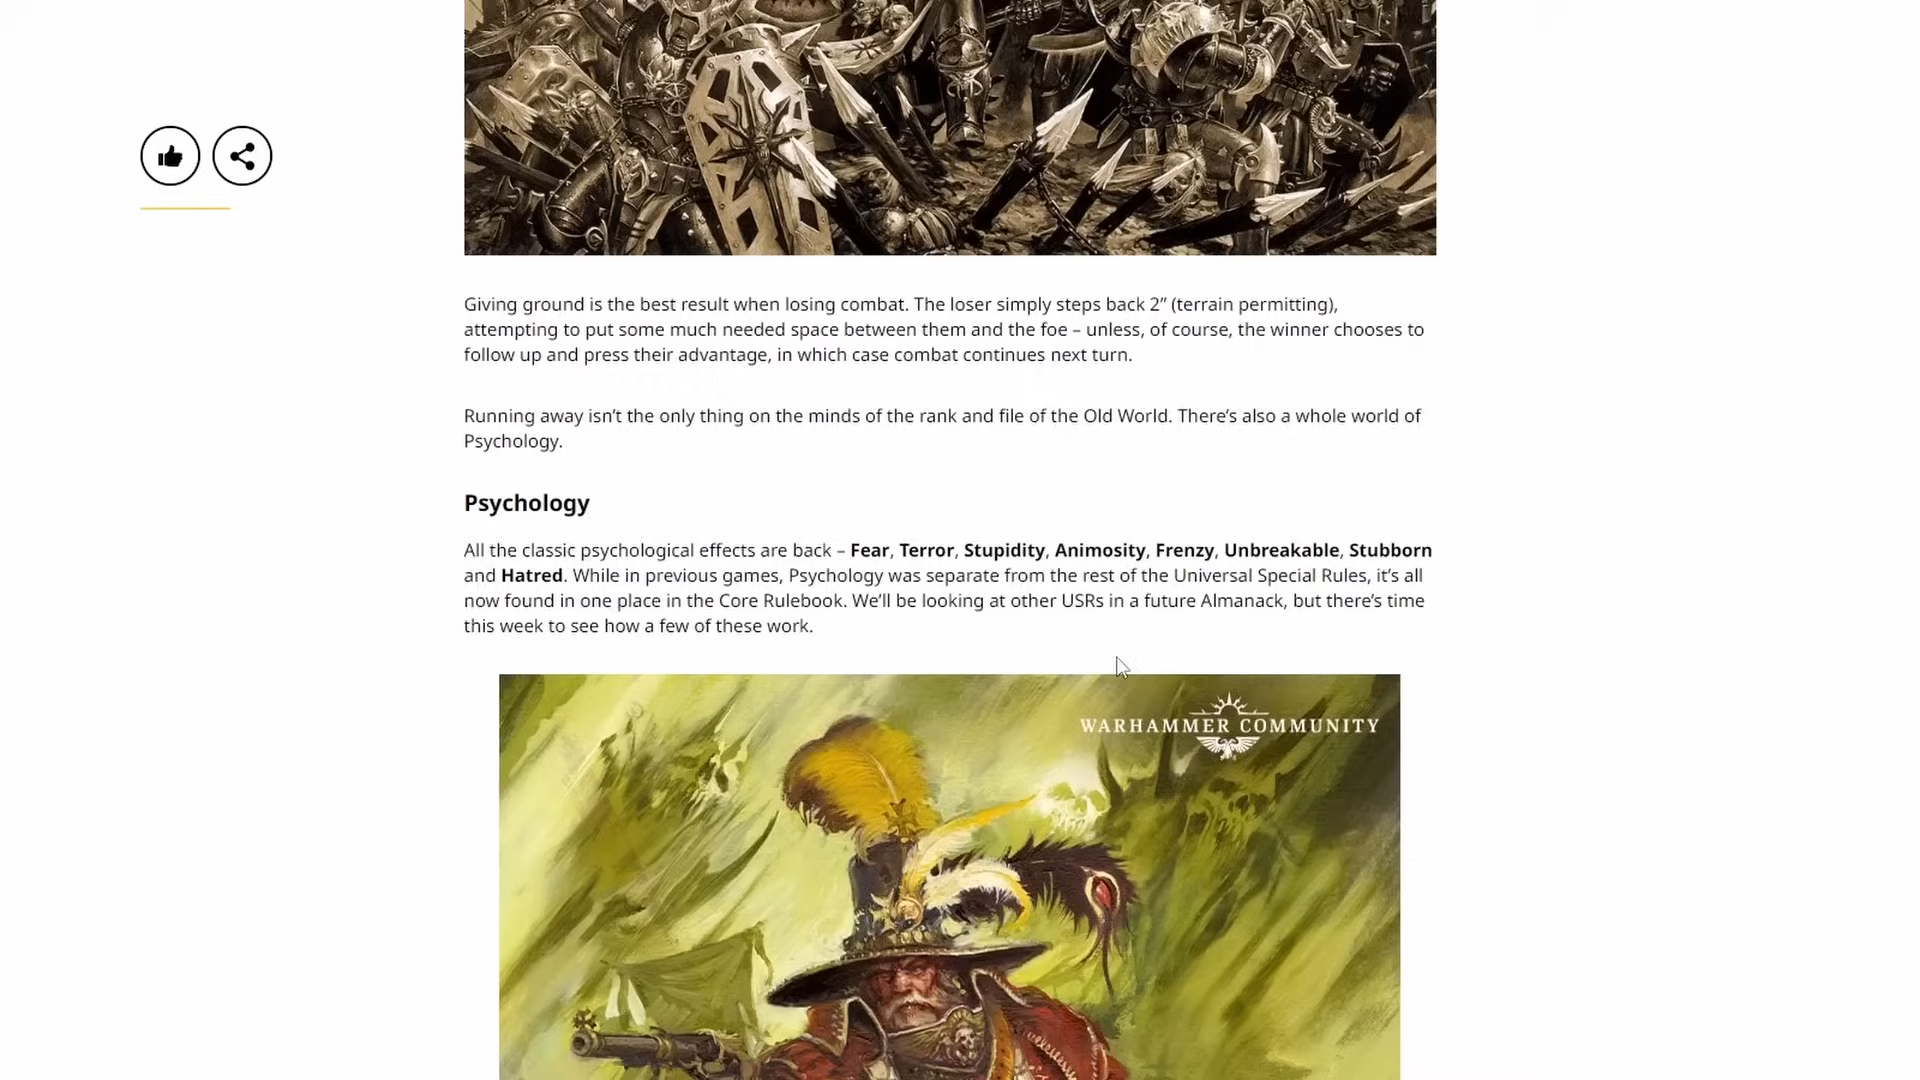 Giving ground is the best result when losing combat. The loser simply steps back 2” (terrain permitting),
attempting to put some much needed space between them and the foe – unless, of course, the winner chooses to
follow up and press their advantage, in which case combat continues next turn.
Running away isn’t the only thing on the minds of the rank and file of the Old World. There’s also a whole world of
Psychology.
Psychology
All the classic psychological effects are back – Fear, Terror, Stupidity, Animosity, Frenzy, Unbreakable, Stubborn
and Hatred. While in previous games, Psychology was separate from the rest of the Universal Special Rules, it’s all
now found in one place in the Core Rulebook. We’ll be looking at other USRs in a future Almanack, but there’s time
this week to see how a few of these work.
WARHAMMER COMMUNITY